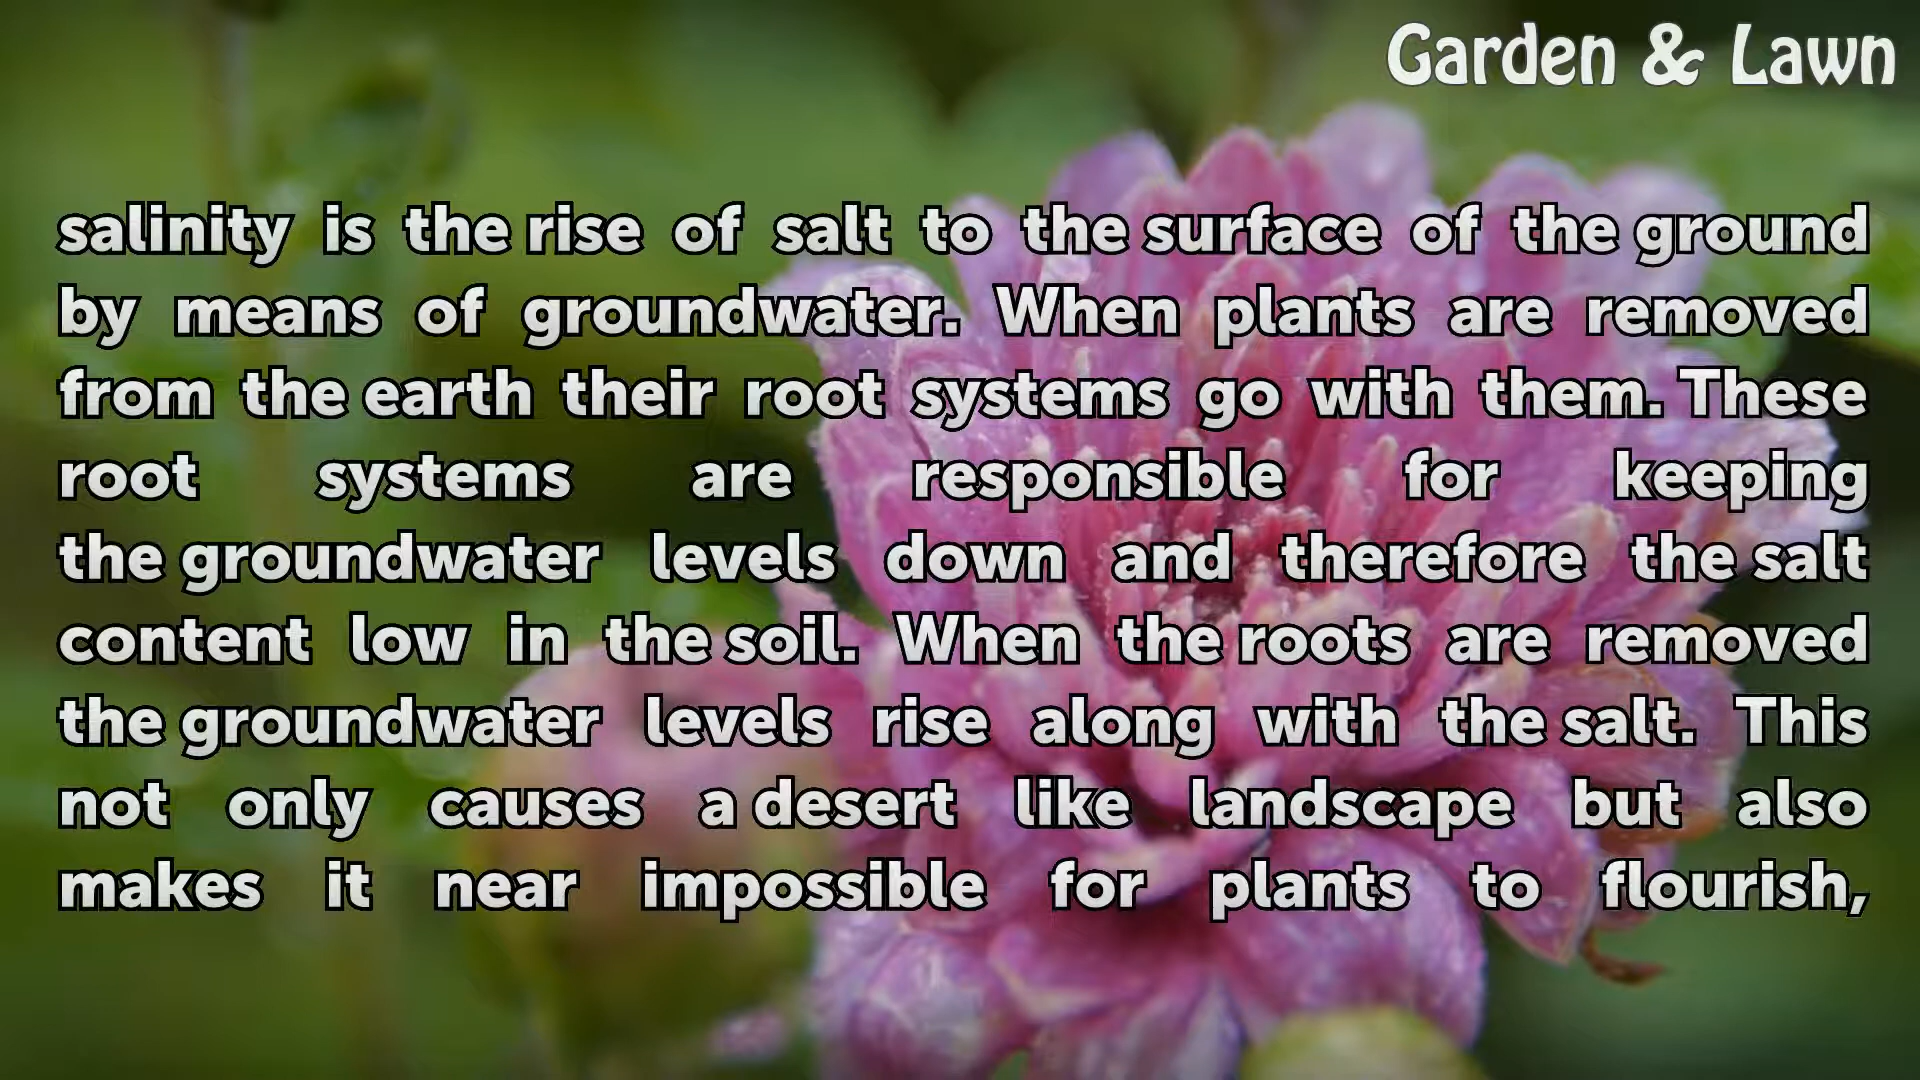 Garden & Lawn
salinity is the rise of salt to the surface of the ground
by means of groundwater. When plants are removed
from the earth their root systems go with them. These
root systems are responsible for keeping
the groundwater levels down and therefore the salt
content low in the soil. When the roots are removed
the groundwater levels rise along with the salt. This
not only causes a desert like landscape but also
makes it near impossible for plants to flourish,